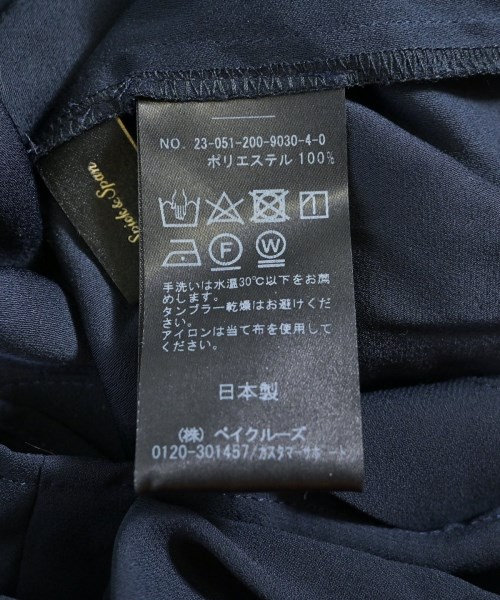 NO. 23-051-200-9030-4-0
ポリエステル 100%
F W
手洗いは水温30℃以下をお薦
めします。
タンブラー乾燥はお避けくださ
い。
アイロンは当て布を使用して
ください。
日本製
(株) ベイクルーズ
0120-301457/カスタマーサポート
Spick & Span